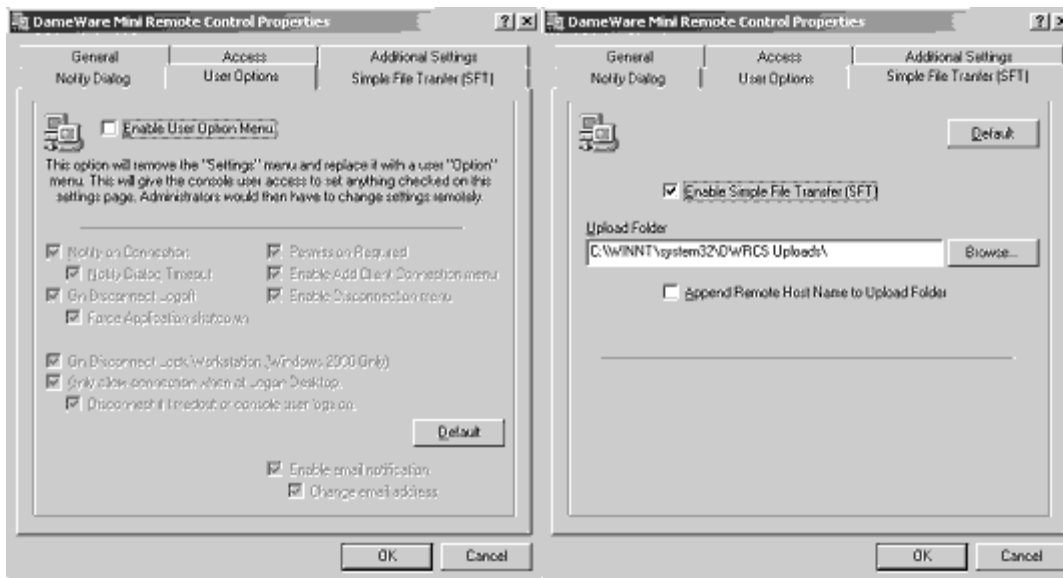 DameWare Mini Remote Control Properties
General Access Additional Settings
Notify Dialog User Options Simple File Tranfer (SFT)
Enable User Option Menu
This option will remove the "Settings" menu and replace it with a user "Option"
menu. This will give the console user access to set anything checked on this
settings page. Administrators would then have to change settings remotely.
Notify on Connection
Permission Required
Notify Dialog Timeout
Enable Add Client Connection menu
On Disconnect Logoff
Enable Disconnection menu
Force Application shutdown
On Disconnect Lock Workstation (Windows 2000 Only)
Only allow connection when at Logon Desktop.
Disconnect if timedout or console user logs on.
Default
Enable email notification
Change email address
OK Cancel
DameWare Mini Remote Control Properties
General Access Additional Settings
Notify Dialog User Options Simple File Tranfer (SFT)
Default
Enable Simple File Transfer (SFT)
Upload Folder
C:\WINNT\system32\DWRCS Uploads\
Browse...
Append Remote Host Name to Upload Folder
OK Cancel